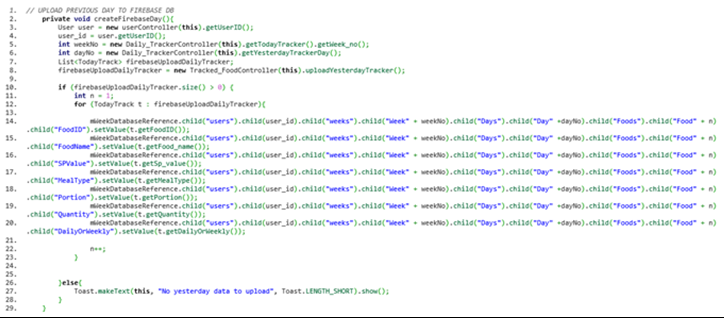 1. // UPLOAD PREVIOUS DAY TO FIREBASE DB
2. private void createFirebaseDay(){
3. User user = new userController(this).getUserID();
4. user_id = user.getUserID();
5. int weekNo = new Daily_TrackerController(this).getTodayTracker().getWeek_no();
6. int dayNo = new Daily_TrackerController(this).getYesterdayTrackerDay();
7. List<TodayTrack> firebaseUploadDailyTracker;
8. firebaseUploadDailyTracker = new Tracked_FoodController(this).uploadYesterdayTracker();
9.
10. if (firebaseUploadDailyTracker.size() > 0) {
11. int n = 1;
12. for (TodayTrack t : firebaseUploadDailyTracker){
13.
14. mWeekDatabaseReference.child("users").child(user_id).child("weeks").child("Week" + weekNo).child("Days").child("Day" +dayNo).child("Foods").child("Food" + n)
.child("FoodID").setValue(t.getFoodID());
15. mWeekDatabaseReference.child("users").child(user_id).child("weeks").child("Week" + weekNo).child("Days").child("Day" +dayNo).child("Foods").child("Food" + n)
.child("FoodName").setValue(t.getFood_name());
16. mWeekDatabaseReference.child("users").child(user_id).child("weeks").child("Week" + weekNo).child("Days").child("Day" +dayNo).child("Foods").child("Food" + n)
.child("SPValue").setValue(t.getSp_value());
17. mWeekDatabaseReference.child("users").child(user_id).child("weeks").child("Week" + weekNo).child("Days").child("Day" +dayNo).child("Foods").child("Food" + n)
.child("MealType").setValue(t.getMealType());
18. mWeekDatabaseReference.child("users").child(user_id).child("weeks").child("Week" + weekNo).child("Days").child("Day" +dayNo).child("Foods").child("Food" + n)
.child("Portion").setValue(t.getPortion());
19. mWeekDatabaseReference.child("users").child(user_id).child("weeks").child("Week" + weekNo).child("Days").child("Day" +dayNo).child("Foods").child("Food" + n)
.child("Quantity").setValue(t.getQuantity());
20. mWeekDatabaseReference.child("users").child(user_id).child("weeks").child("Week" + weekNo).child("Days").child("Day" +dayNo).child("Foods").child("Food" + n)
.child("DailyOrWeekly").setValue(t.getDailyOrWeekly());
21.
22. n++;
23. }
24.
25.
26. }else{
27. Toast.makeText(this, "No yesterday data to upload", Toast.LENGTH_SHORT).show();
28. }
29. }